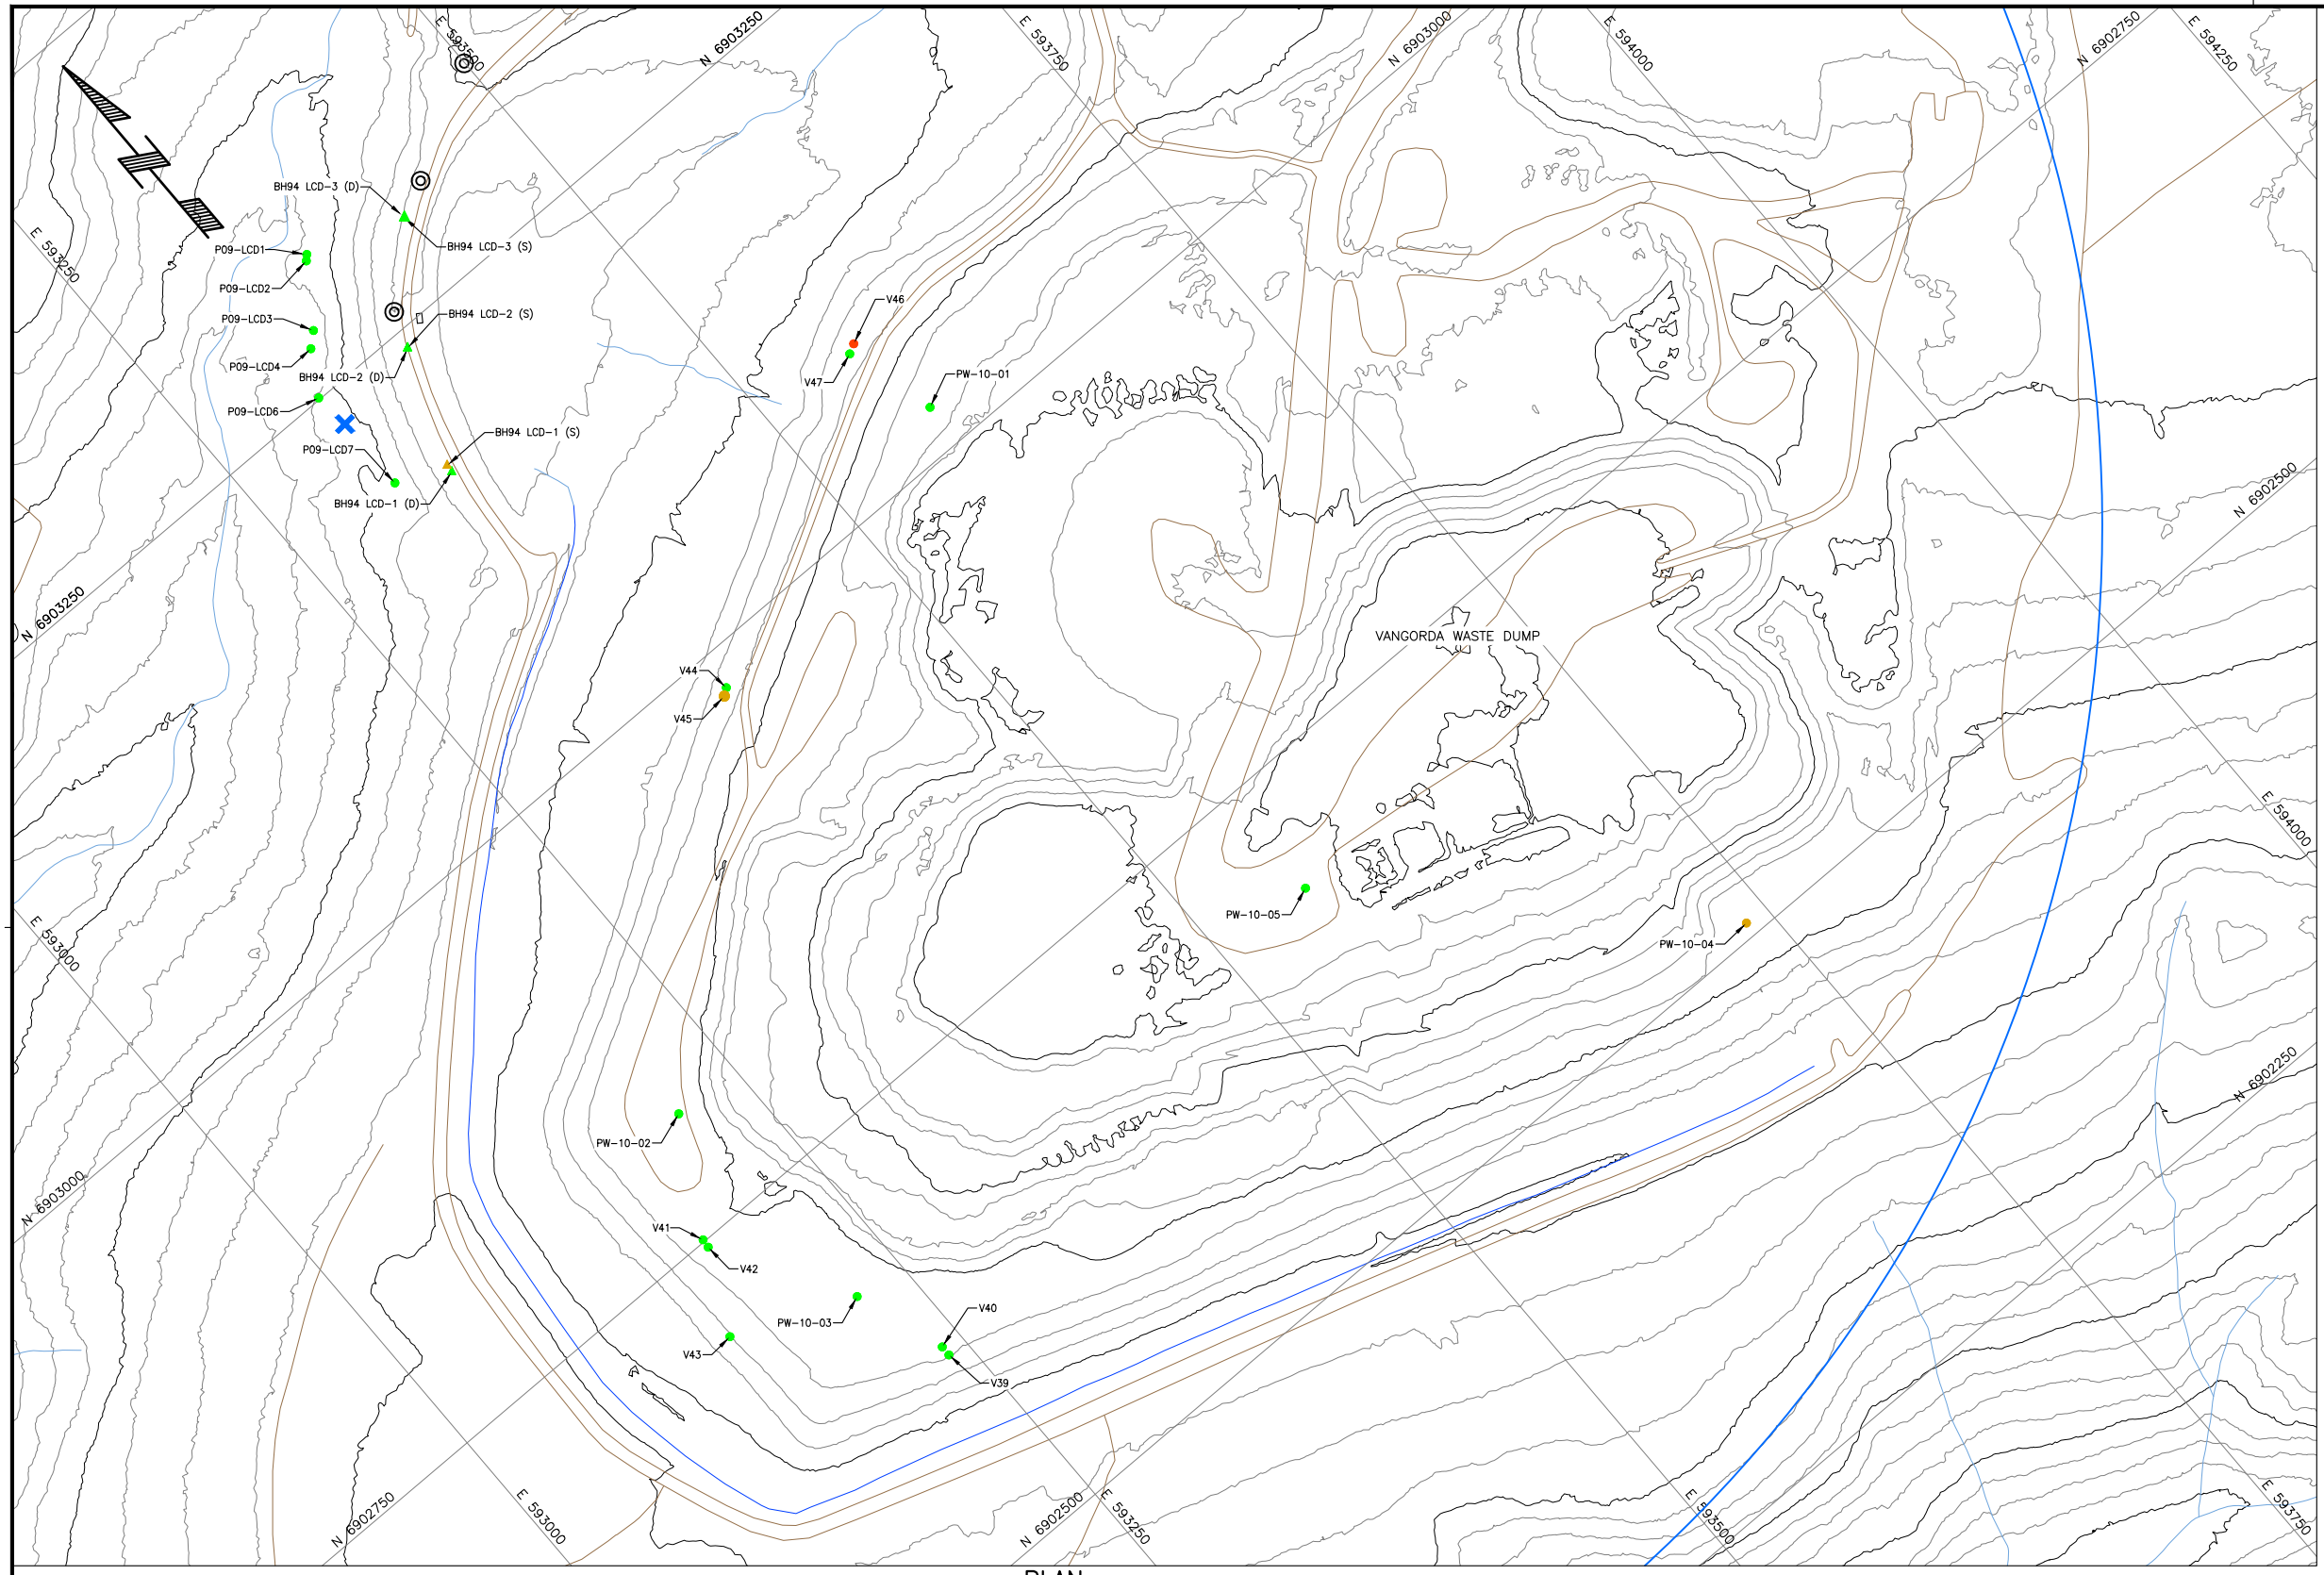 E 593500
N 6903250
E 593750
N 6903000
E 594000
N 6902750
E 594250
BH94 LCD-3 (D)
BH94 LCD-3 (S)
E 593250
P09-LCD1
P09-LCD2
V46
BH94 LCD-2 (S)
P09-LCD3
P09-LCD4
BH94 LCD-2 (D)
V47
PW-10-01
P09-LCD6
BH94 LCD-1 (S)
P09-LCD7
BH94 LCD-1 (D)
N 6902500
N 6903250
VANGORDA WASTE DUMP
V44
V45
E 594000
PW-10-05
E 593000
PW-10-04
N 6902250
PW-10-02
N 6903000
V41
V42
V40
PW-10-03
V43
V39
N 6902750
E 593000
N 6902500
E 593250
E 593500
E 593750
PLAN